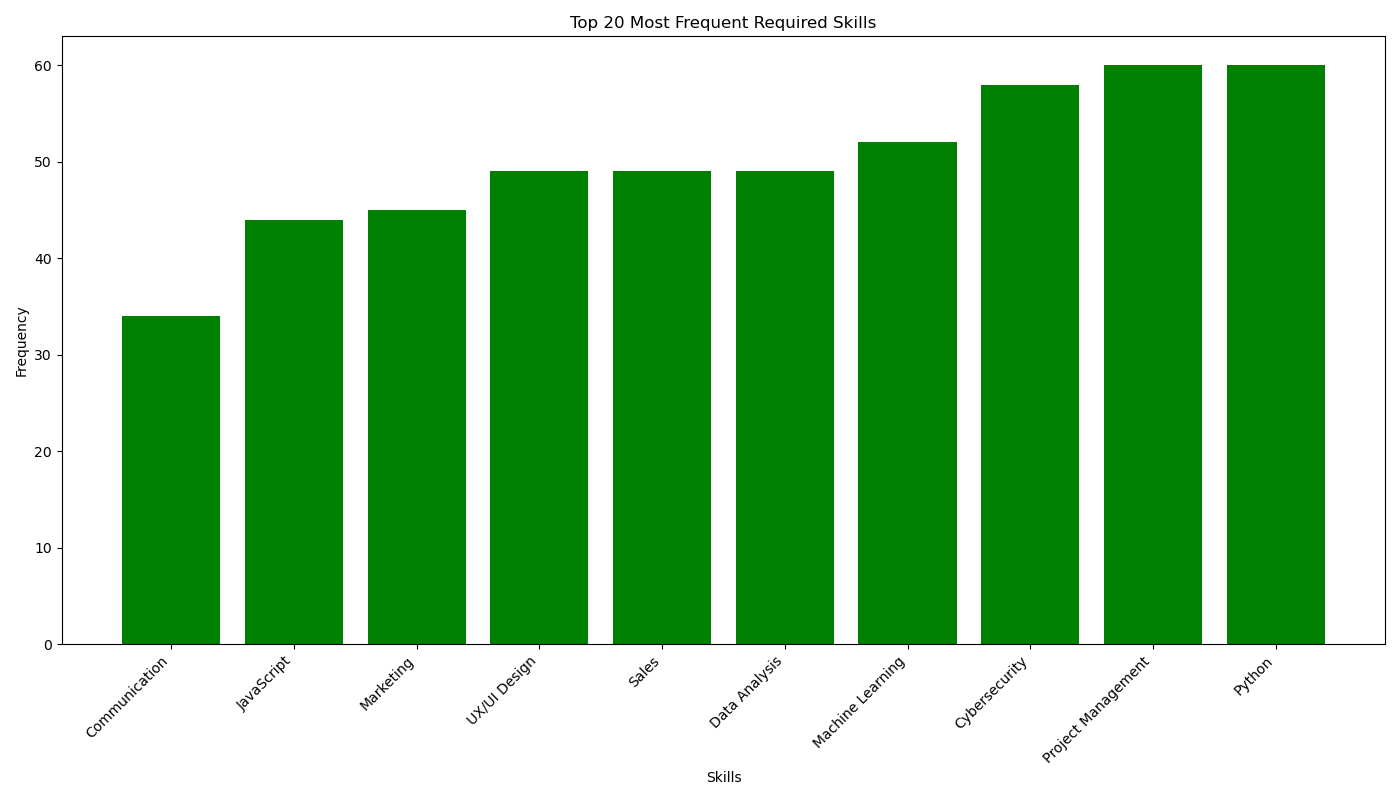 Top 20 Most Frequent Required Skills
60
50
40
30
20
10
0
Frequency
Communication
JavaScript
Marketing
UX/UI Design
Sales
Data Analysis
Machine Learning
Cybersecurity
Project Management
Python
Skills